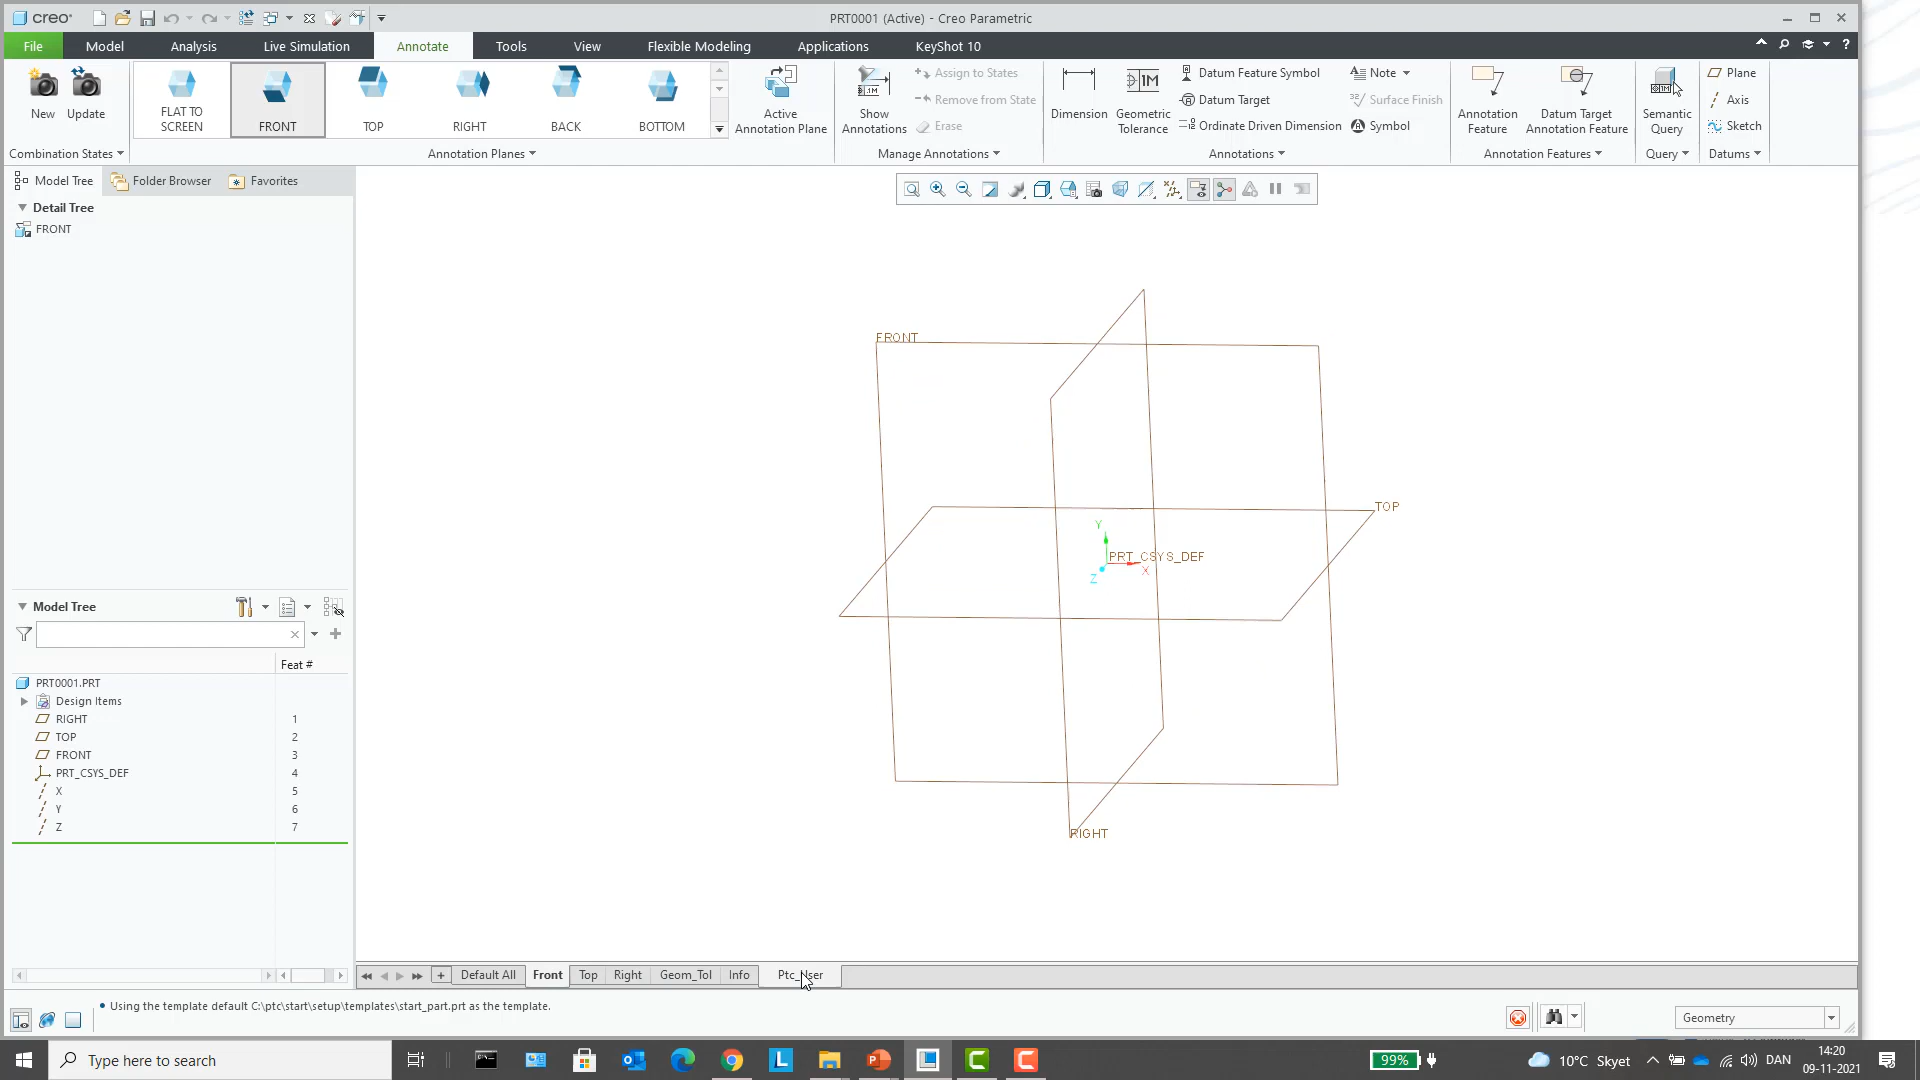 creo
PRT0001 (Active) - Creo Parametric
File
Model
Analysis
Live Simulation
Annotate
Tools
View
Flexible Modeling
Applications
KeyShot 10
New
Update
FLAT TO SCREEN
FRONT
TOP
RIGHT
BACK
BOTTOM
Active Annotation Plane
Show Annotations
Assign to States
Remove from State
Erase
Dimension
Geometric Tolerance
Datum Feature Symbol
Datum Target
Ordinate Driven Dimension
Note
Surface Finish
Symbol
Annotation Feature
Datum Target Annotation Feature
Semantic Query
Plane
Axis
Sketch
Combination States
Annotation Planes
Manage Annotations
Annotations
Annotation Features
Query
Datums
Model Tree
Folder Browser
Favorites
Detail Tree
FRONT
FRONT
TOP
Y
PRT_CSYS_DEF
X
Z
RIGHT
Model Tree
Feat #
PRT0001.PRT
Design Items
RIGHT 1
TOP 2
FRONT 3
PRT_CSYS_DEF 4
X 5
Y 6
Z 7
Default All
Front
Top
Right
Geom_Tol
Info
Ptc_User
Using the template default C:\ptc\start\setup\templates\start_part.prt as the template.
Geometry
Type here to search
99%
10°C Skyet
DAN
14:20
09-11-2021